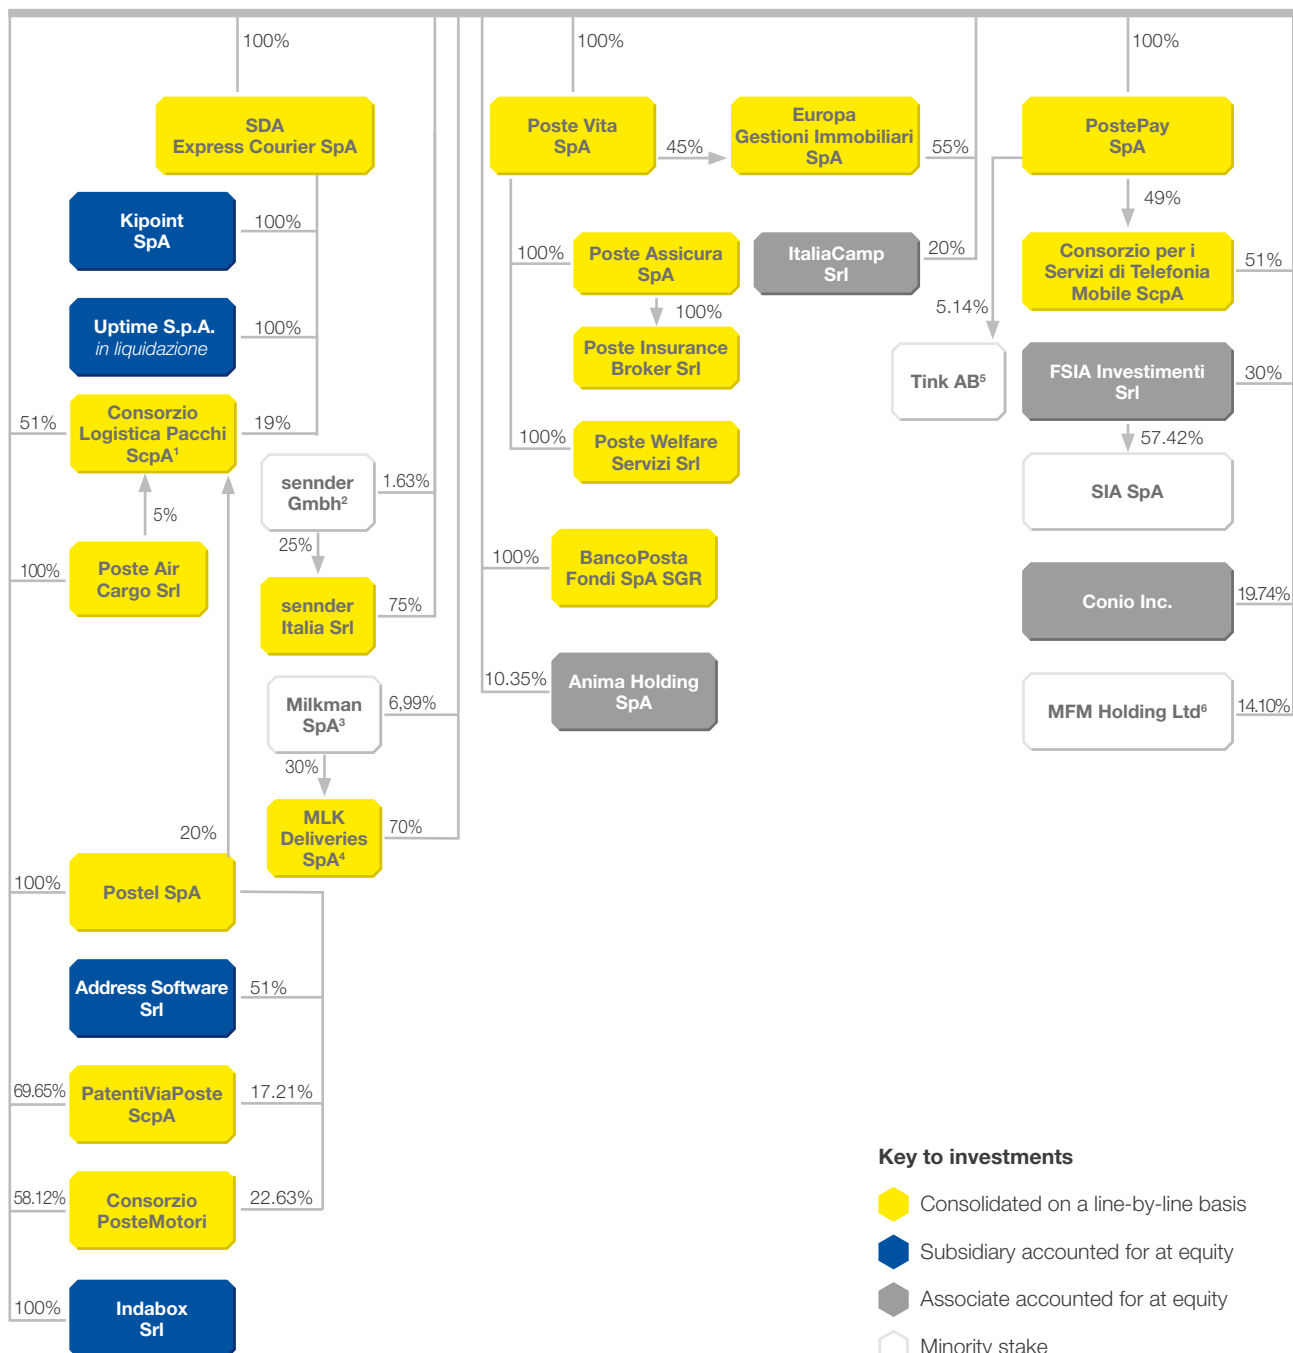 100%
100%
100%
SDA
Express Courier SpA
Poste Vita
SpA
45%
Europa
Gestioni Immobiliari
SpA
55%
PostePay
SpA
49%
Kipoint
SpA
100%
100%
Poste Assicura
SpA
ItaliaCamp
Srl
20%
Consorzio per i
Servizi di Telefonia
Mobile ScpA
51%
5.14%
Uptime S.p.A.
in liquidazione
100%
100%
Poste Insurance
Broker Srl
Tink AB⁵
FSIA Investimenti
Srl
30%
57.42%
51%
Consorzio
Logistica Pacchi
ScpA¹
19%
100%
Poste Welfare
Servizi Srl
sennder
Gmbh²
1.63%
SIA SpA
5%
25%
100%
Poste Air
Cargo Srl
sennder
Italia Srl
75%
100%
BancoPosta
Fondi SpA SGR
Conio Inc.
19.74%
Milkman
SpA³
6,99%
10.35%
Anima Holding
SpA
MFM Holding Ltd⁶
14.10%
30%
MLK
Deliveries
SpA⁴
70%
20%
100%
Postel SpA
Address Software
Srl
51%
69.65%
PatentiViaPoste
ScpA
17.21%
58.12%
Consorzio
PosteMotori
22.63%
100%
Indabox
Srl
Key to investments
Consolidated on a line-by-line basis
Subsidiary accounted for at equity
Associate accounted for at equity
Minority stake